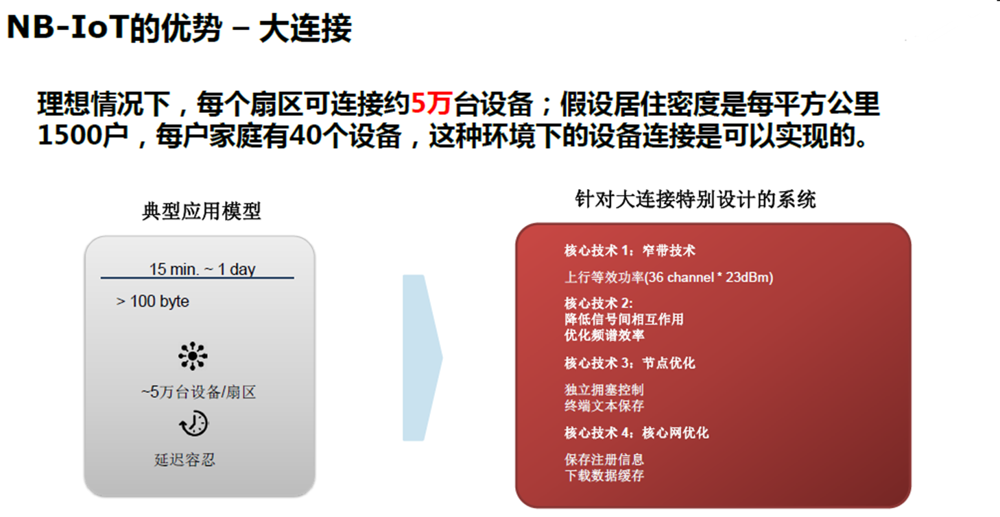 NB-IoT的优势 – 大连接
理想情况下，每个扇区可连接约5万台设备；假设居住密度是每平方公里
1500户，每户家庭有40个设备，这种环境下的设备连接是可以实现的。
典型应用模型
15 min. ~ 1 day
> 100 byte
~5万台设备/扇区
延迟容忍
针对大连接特别设计的系统
核心技术 1：窄带技术
上行等效功率(36 channel * 23dBm)
核心技术 2:
降低信号间相互作用
优化频谱效率
核心技术 3：节点优化
独立拥塞控制
终端文本保存
核心技术 4：核心网优化
保存注册信息
下载数据缓存